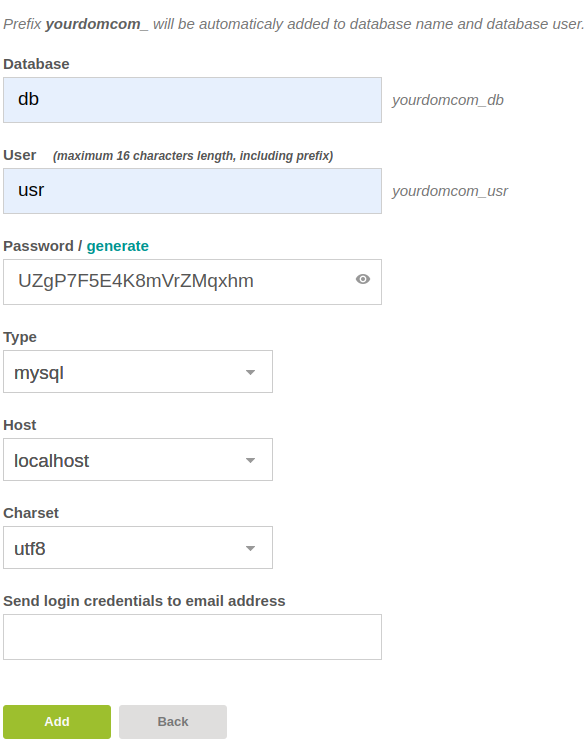 Prefix yourdomcom_ will be automaticaly added to database name and database user.
Database
db
yourdomcom_db
User (maximum 16 characters length, including prefix)
usr
yourdomcom_usr
Password / generate
UZgP7F5E4K8mVrZMqxhm
Type
mysql
Host
localhost
Charset
utf8
Send login credentials to email address
Add Back